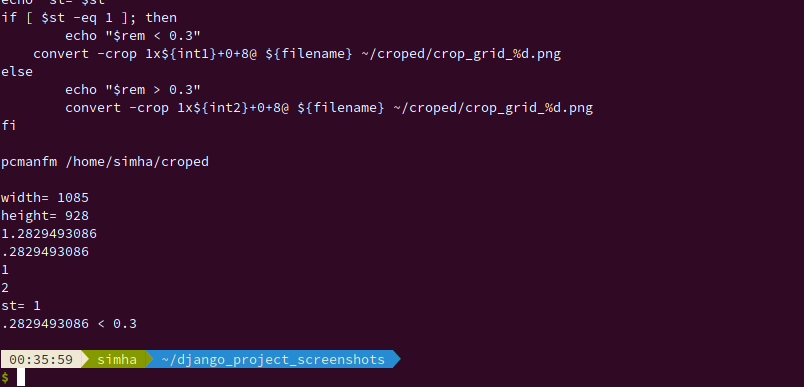 echo "st= $st"
if [ $st -eq 1 ]; then
        echo "$rem < 0.3"
    convert -crop 1x${int1}+0+8@ ${filename} ~/croped/crop_grid_%d.png
else
        echo "$rem > 0.3"
        convert -crop 1x${int2}+0+8@ ${filename} ~/croped/crop_grid_%d.png
fi
pcmanfm /home/simha/croped
width= 1085
height= 928
1.2829493086
.2829493086
1
2
st= 1
.2829493086 < 0.3
00:35:59 simha ~/django_project_screenshots
$